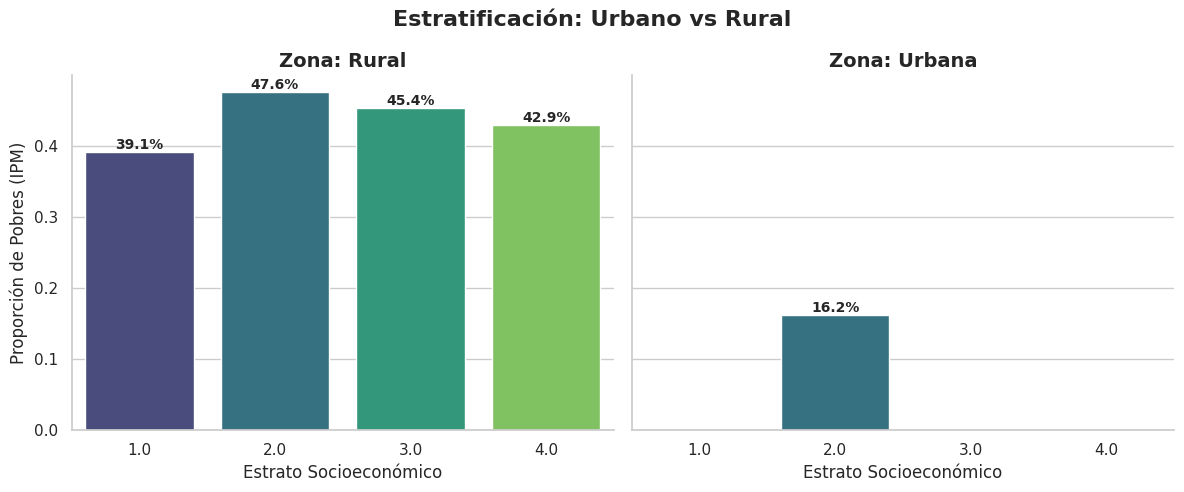 Estratificación: Urbano vs Rural
Zona: Rural
Zona: Urbana
Proporción de Pobres (IPM)
0.4
0.3
0.2
0.1
0.0
39.1%
47.6%
45.4%
42.9%
16.2%
1.0 2.0 3.0 4.0
Estrato Socioeconómico
1.0 2.0 3.0 4.0
Estrato Socioeconómico